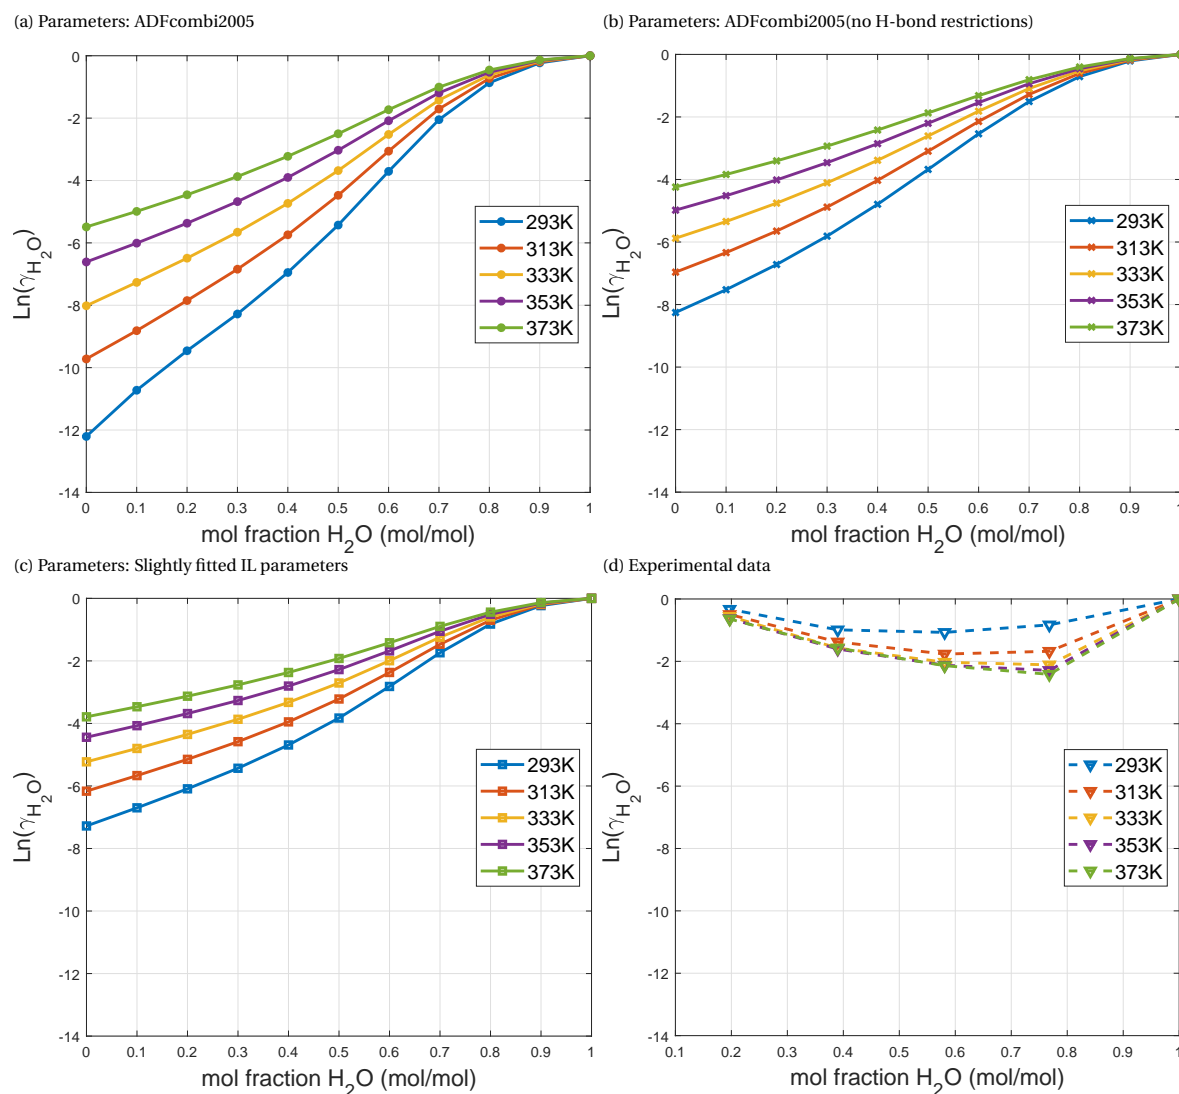 (a) Parameters: ADFcombi2005
0
-2
-4
-6
-8
-10
-12
-14
Ln(γ_H₂O)
0 0.1 0.2 0.3 0.4 0.5 0.6 0.7 0.8 0.9 1
mol fraction H₂O (mol/mol)
293K
313K
333K
353K
373K
(b) Parameters: ADFcombi2005(no H-bond restrictions)
0
-2
-4
-6
-8
-10
-12
-14
Ln(γ_H₂O)
0 0.1 0.2 0.3 0.4 0.5 0.6 0.7 0.8 0.9 1
mol fraction H₂O (mol/mol)
293K
313K
333K
353K
373K
(c) Parameters: Slightly fitted IL parameters
0
-2
-4
-6
-8
-10
-12
-14
Ln(γ_H₂O)
0 0.1 0.2 0.3 0.4 0.5 0.6 0.7 0.8 0.9 1
mol fraction H₂O (mol/mol)
293K
313K
333K
353K
373K
(d) Experimental data
0
-2
-4
-6
-8
-10
-12
-14
Ln(γ_H₂O)
0.1 0.2 0.3 0.4 0.5 0.6 0.7 0.8 0.9 1
mol fraction H₂O (mol/mol)
293K
313K
333K
353K
373K